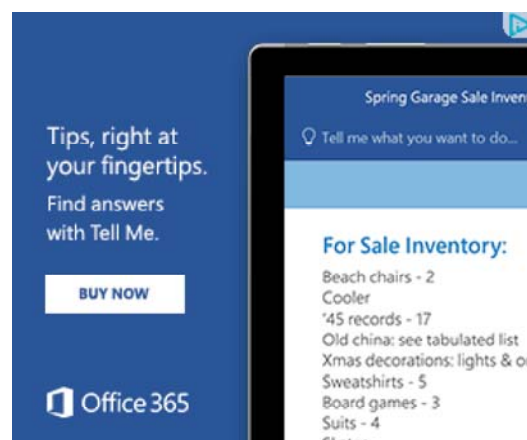 Tips, right at
your fingertips.
Find answers
with Tell Me.
BUY NOW
Office 365
Spring Garage Sale
Tell me what you want to do...
For Sale Inventory:
Beach chairs - 2
Cooler
'45 records - 17
Old china: see tabulated list
Xmas decorations: lights &
Sweatshirts - 5
Board games - 3
Suits - 4